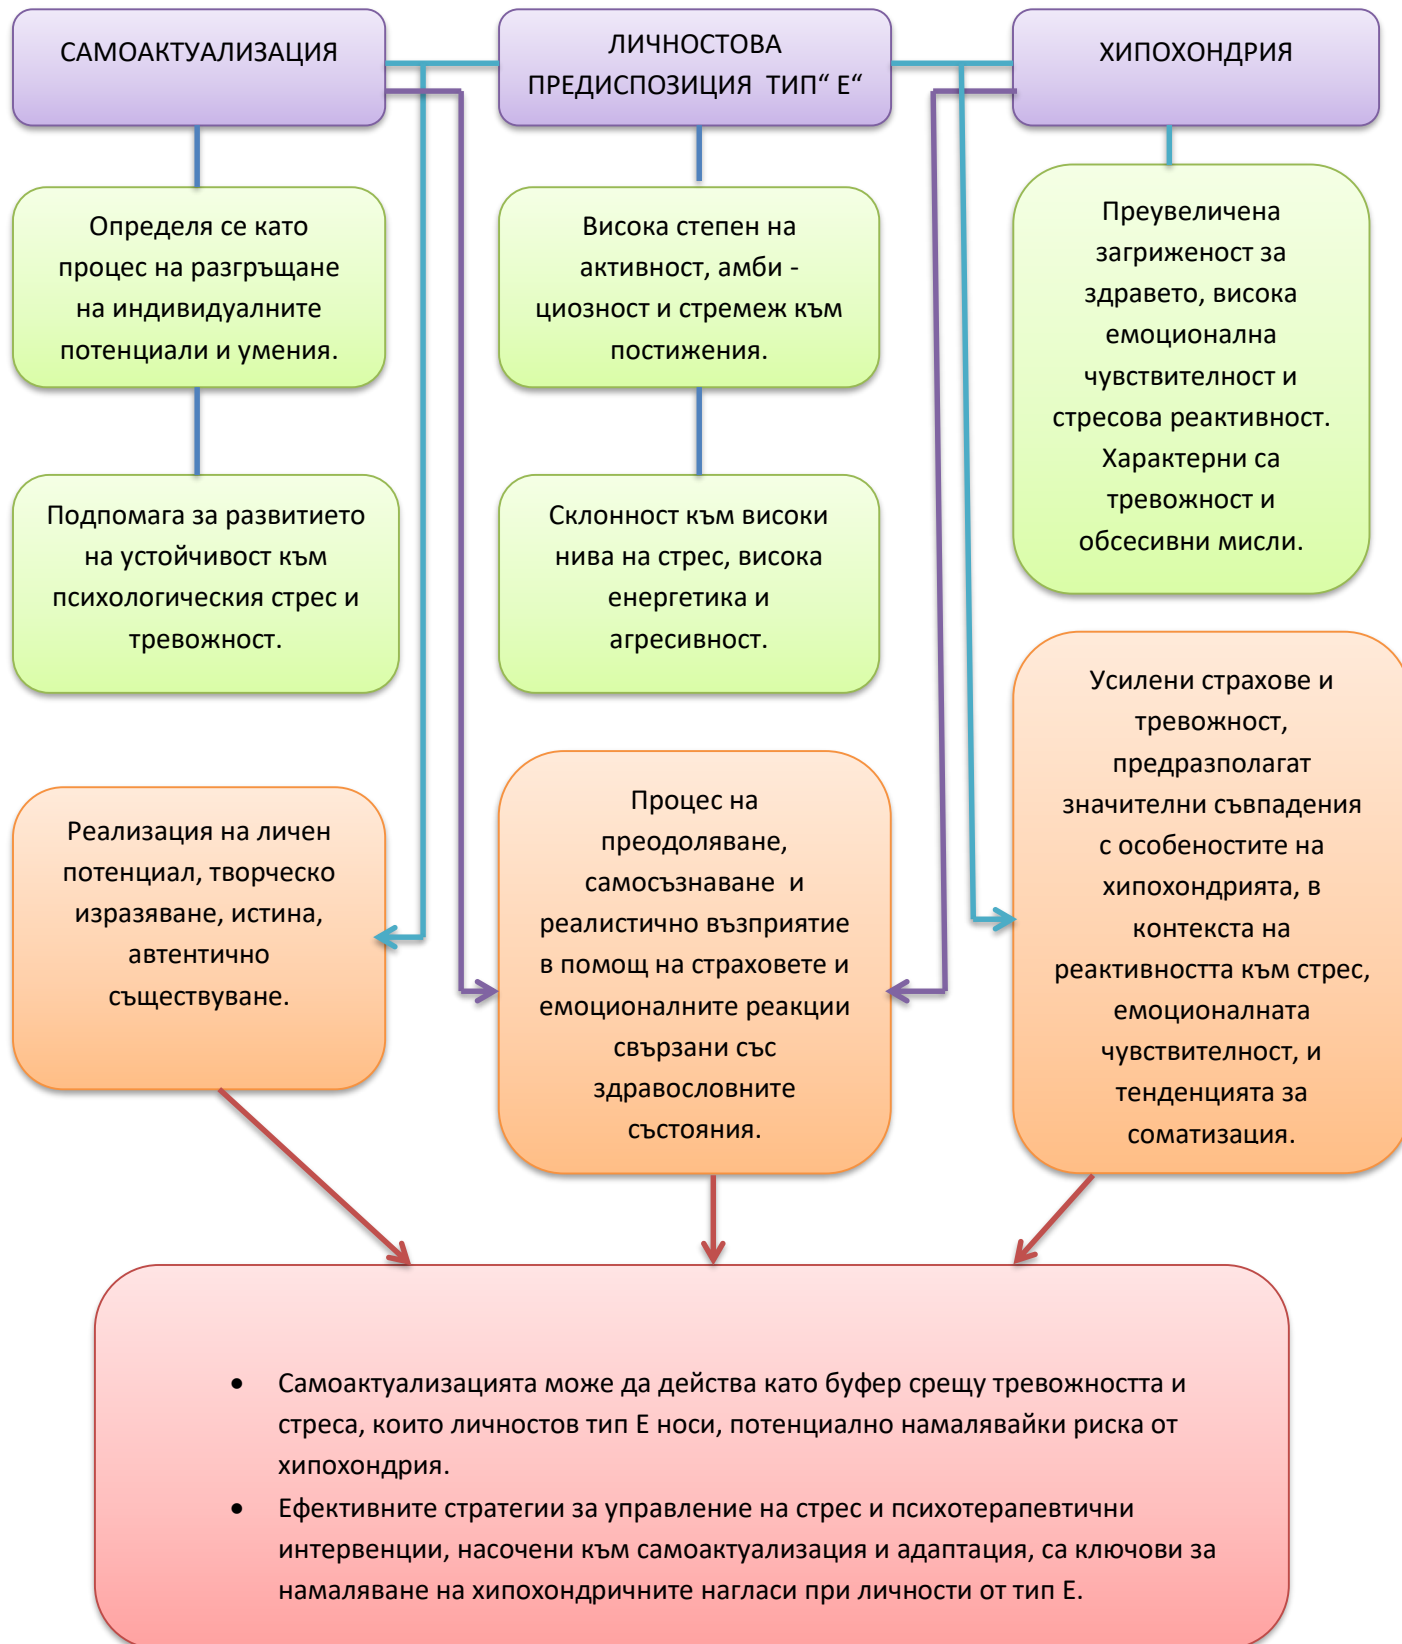 САМОАКТУАЛИЗАЦИЯ
ЛИЧНОСТОВА
ПРЕДИСПОЗИЦИЯ ТИП“ Е“
ХИПОХОНДРИЯ
Определя се като
процес на разгръщане
на индивидуалните
потенциали и умения.
Висока степен на
активност, амби -
циозност и стремеж към
постижения.
Преувеличена
загриженост за
здравето, висока
емоционална
чувствителност и
стресова реактивност.
Характерни са
тревожност и
обсесивни мисли.
Подпомага за развитието
на устойчивост към
психологическия стрес и
тревожност.
Склонност към високи
нива на стрес, висока
енергетика и
агресивност.
Реализация на личен
потенциал, творческо
изразяване, истина,
автентично
съществуване.
Процес на
преодоляване,
самосъзнаване и
реалистично възприятие
в помощ на страховете и
емоционалните реакции
свързани със
здравословните
състояния.
Усилени страхове и
тревожност,
предразполагат
значителни съвпадения
с особеностите на
хипохондрията, в
контекста на
реактивността към стрес,
емоционалната
чувствителност, и
тенденцията за
соматизация.
• Самоактуализацията може да действа като буфер срещу тревожността и
стреса, които личностов тип Е носи, потенциално намалявайки риска от
хипохондрия.
• Ефективните стратегии за управление на стрес и психотерапевтични
интервенции, насочени към самоактуализация и адаптация, са ключови за
намаляване на хипохондричните нагласи при личности от тип Е.